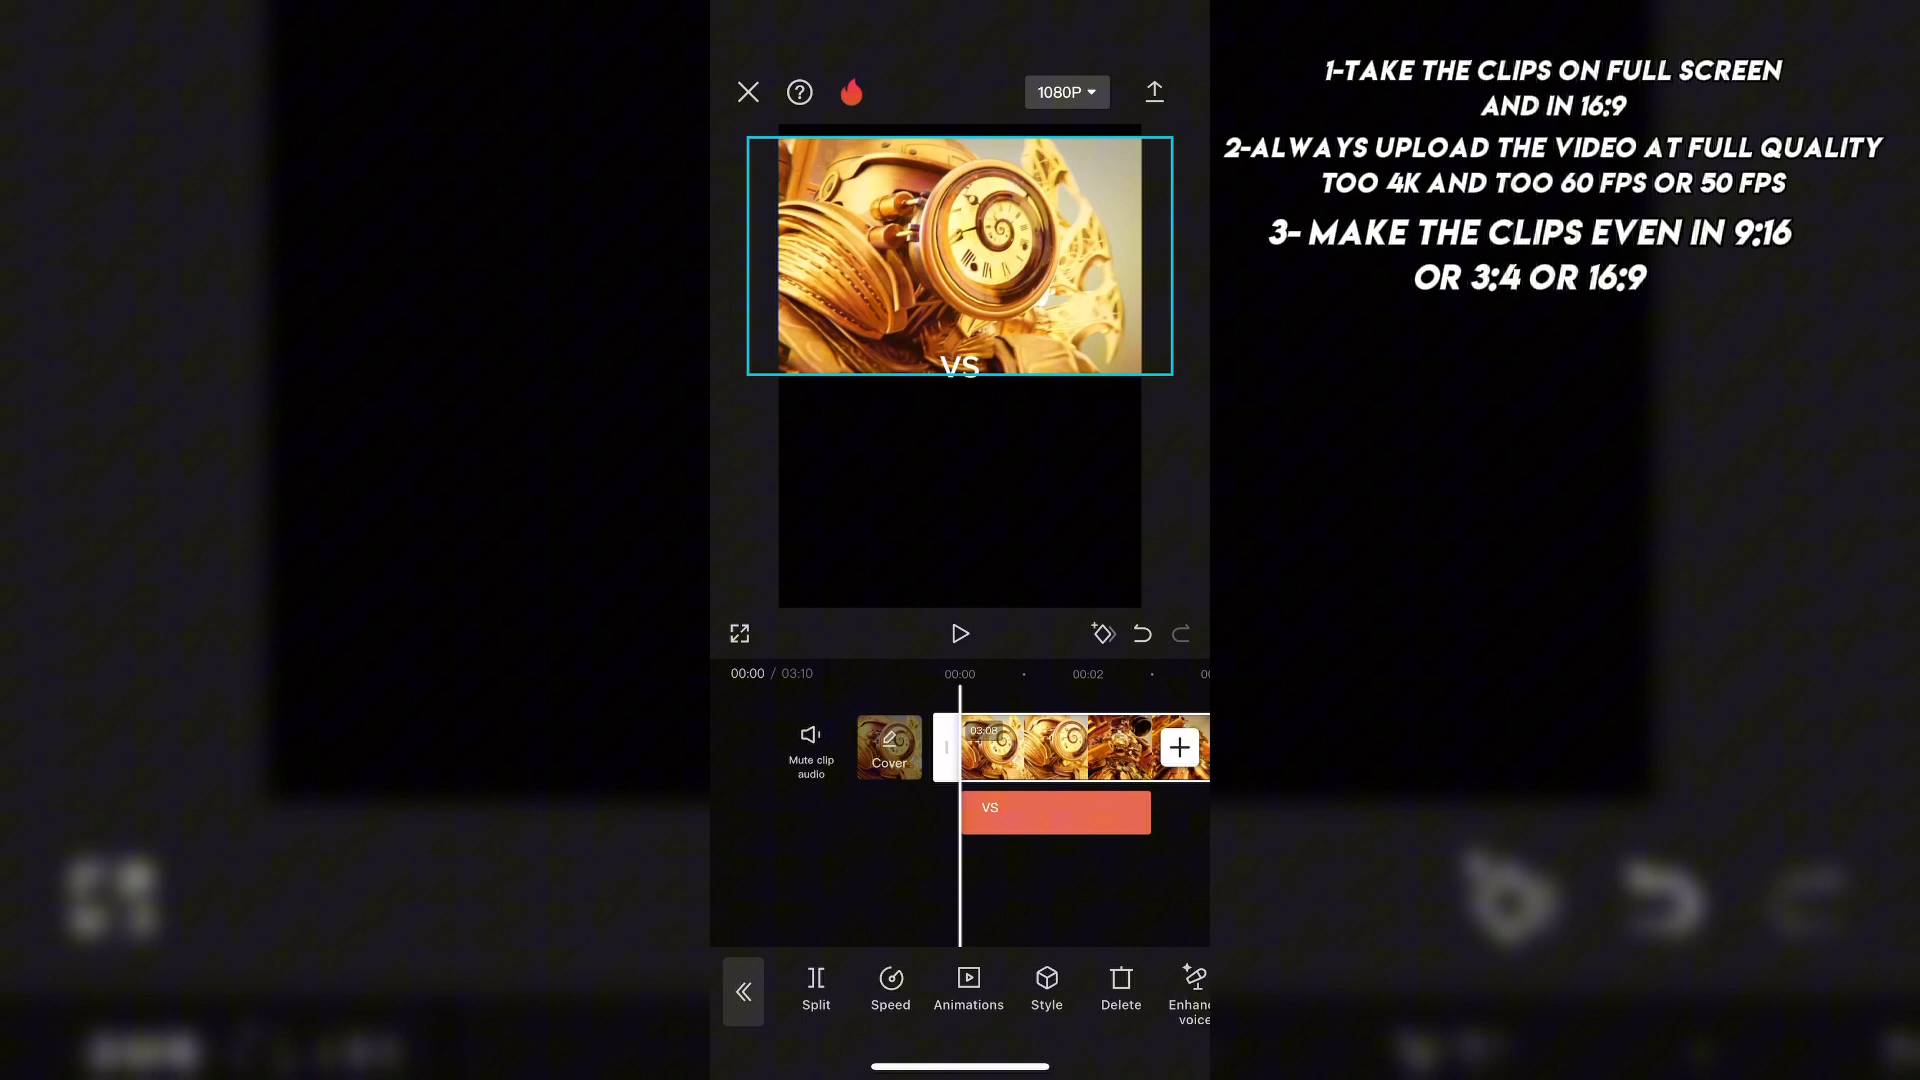 1-TAKE THE CLIPS ON FULL SCREEN
AND IN 16:9
2-ALWAYS UPLOAD THE VIDEO AT FULL QUALITY
TOO 4K AND TOO 60 FPS OR 50 FPS
3- MAKE THE CLIPS EVEN IN 9:16
OR 3:4 OR 16:9
1080P
VS
00:00 / 03:10
00:00
00:02
Mute clip
audio
Cover
03:08
VS
Split
Speed
Animations
Style
Delete
Enhanc
voice